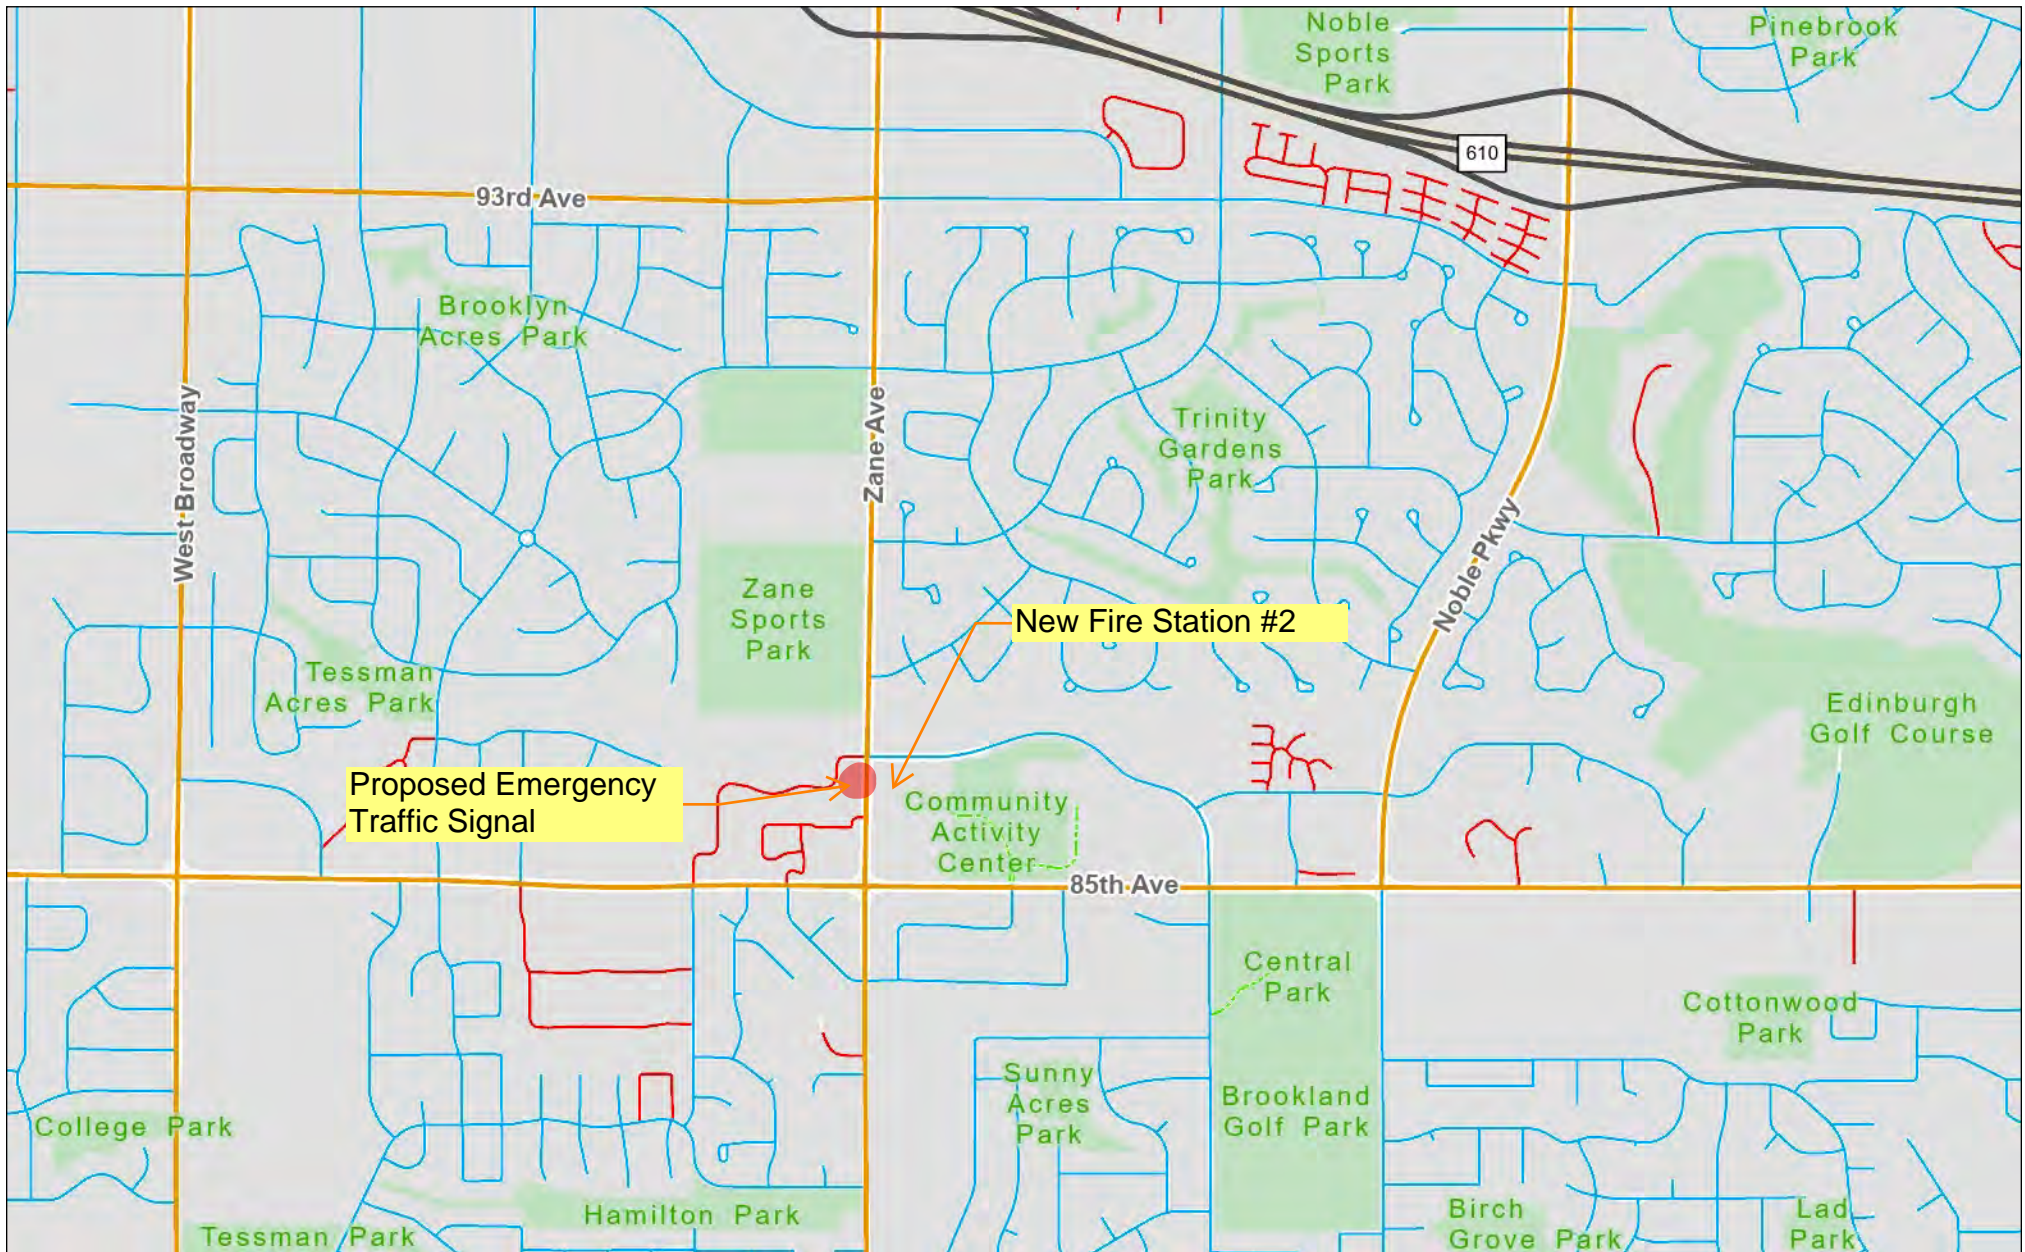 Noble
Sports
Park
Pinebrook
Park
610
93rd Ave
Brooklyn
Acres Park
West Broadway
Zane Ave
Trinity
Gardens
Park
Noble Pkwy
Zane
Sports
Park
New Fire Station #2
Tessman
Acres Park
Edinburgh
Golf Course
Proposed Emergency
Traffic Signal
Community
Activity
Center
85th Ave
Central
Park
Cottonwood
Park
Sunny
Acres
Park
Brookland
Golf Park
College Park
Hamilton Park
Tessman Park
Birch
Grove Park
Lad
Park